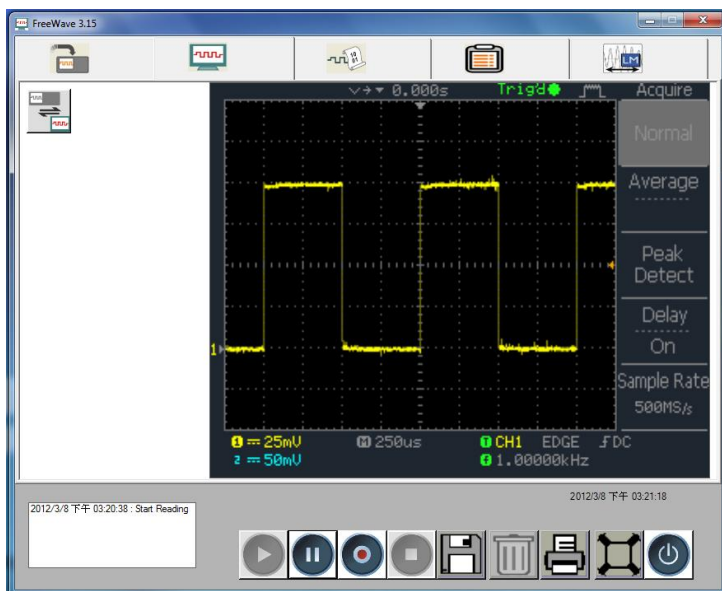 FreeWave 3.15
LM
0.000s Trig'd Acquire
Normal
Average
Peak
Detect
Delay
On
Sample Rate
500MS/s
1
1 25mV M 250us T CH1 EDGE DC
2 50mV f 1.00000kHz
2012/3/8 下午 03:21:18
2012/3/8 下午 03:20:38 : Start Reading